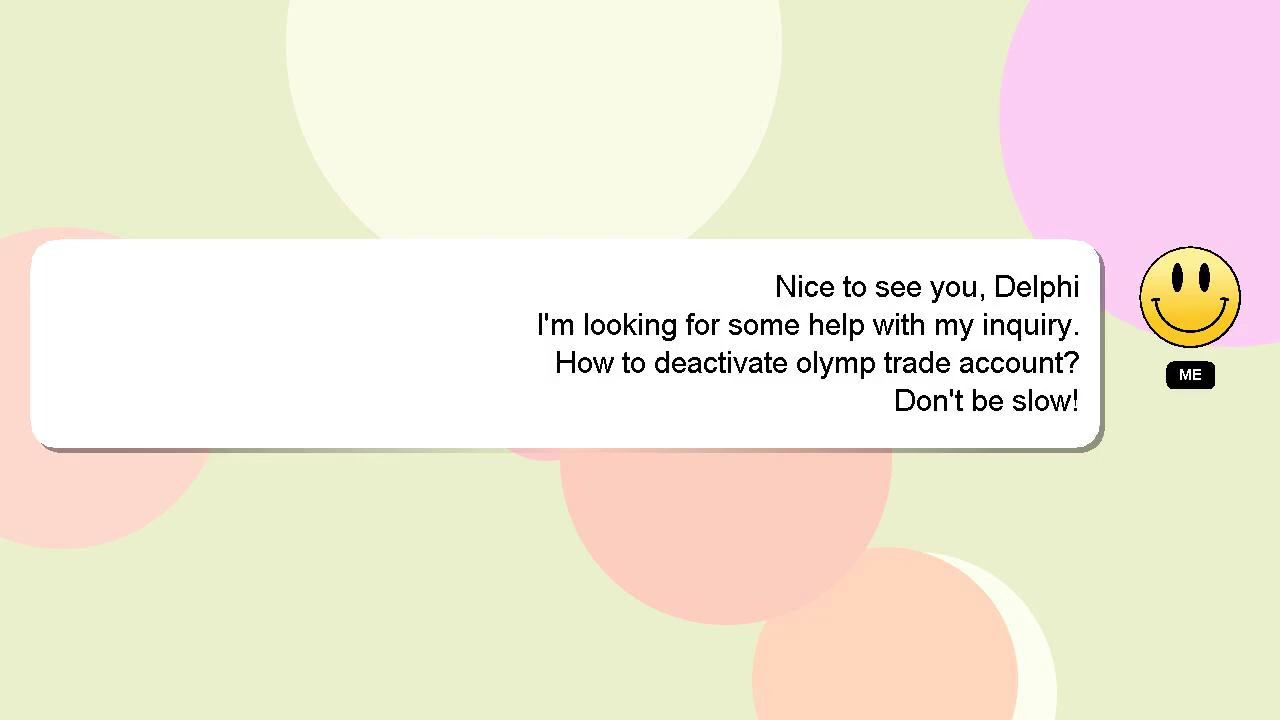 Nice to see you, Delphi
I'm looking for some help with my inquiry.
How to deactivate olymp trade account?
Don't be slow!
ME